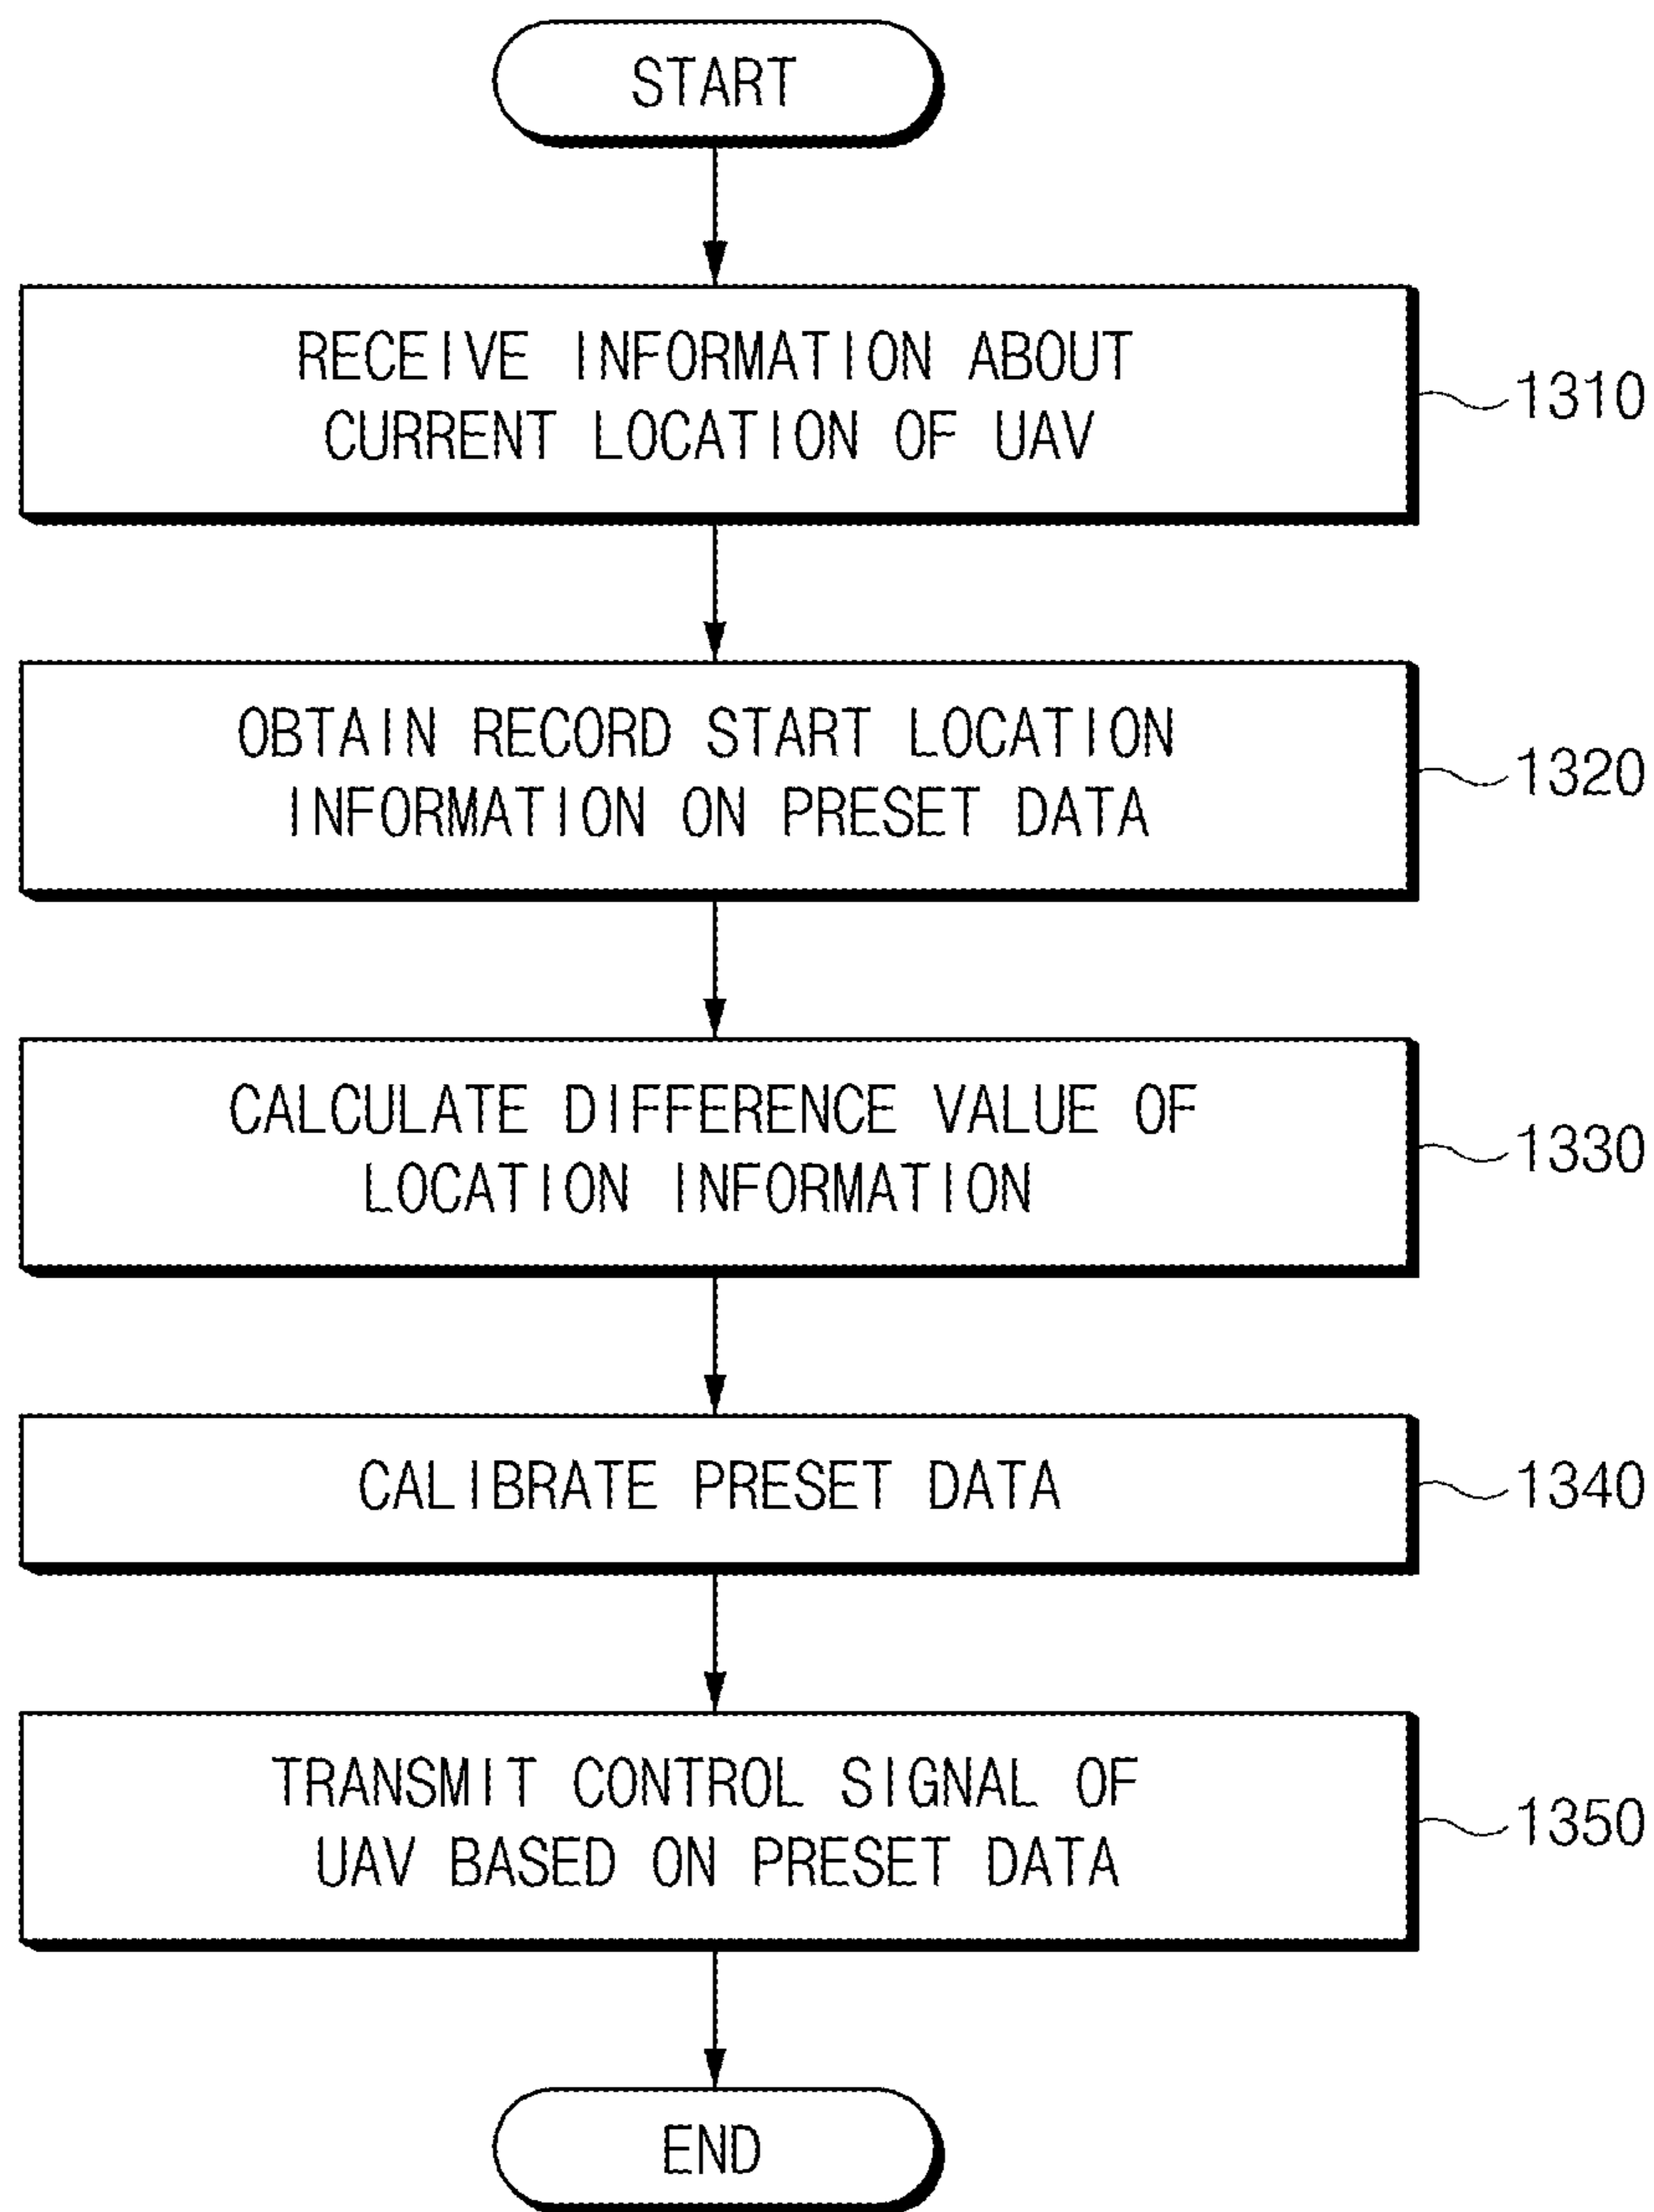 START
RECEIVE INFORMATION ABOUT
CURRENT LOCATION OF UAV
1310
OBTAIN RECORD START LOCATION
INFORMATION ON PRESET DATA
1320
CALCULATE DIFFERENCE VALUE OF
LOCATION INFORMATION
1330
CALIBRATE PRESET DATA
1340
TRANSMIT CONTROL SIGNAL OF
UAV BASED ON PRESET DATA
1350
END